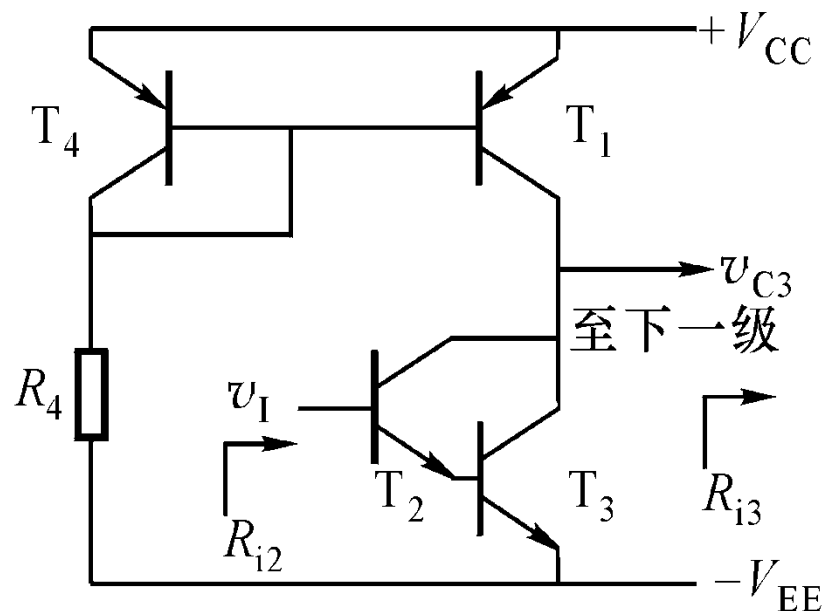 +V_CC
T_4
T_1
v_C3
至下一级
R_4
v_I
T_2
T_3
R_i2
R_i3
-V_EE